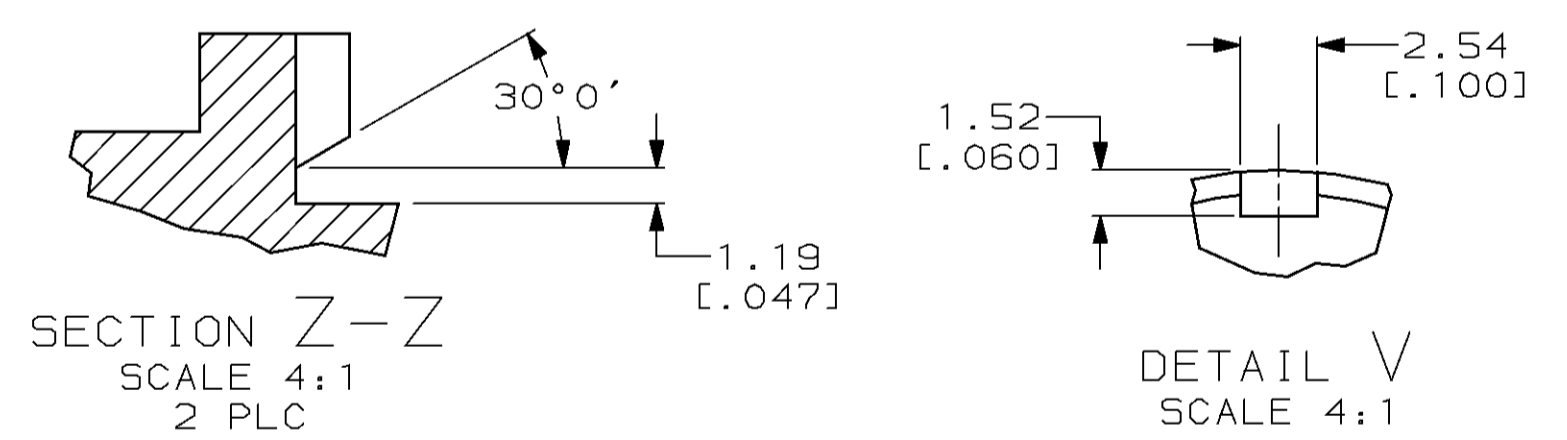 30°0′
1.19
[.047]
SECTION Z-Z
SCALE 4:1
2 PLC
2.54
[.100]
1.52
[.060]
DETAIL V
SCALE 4:1